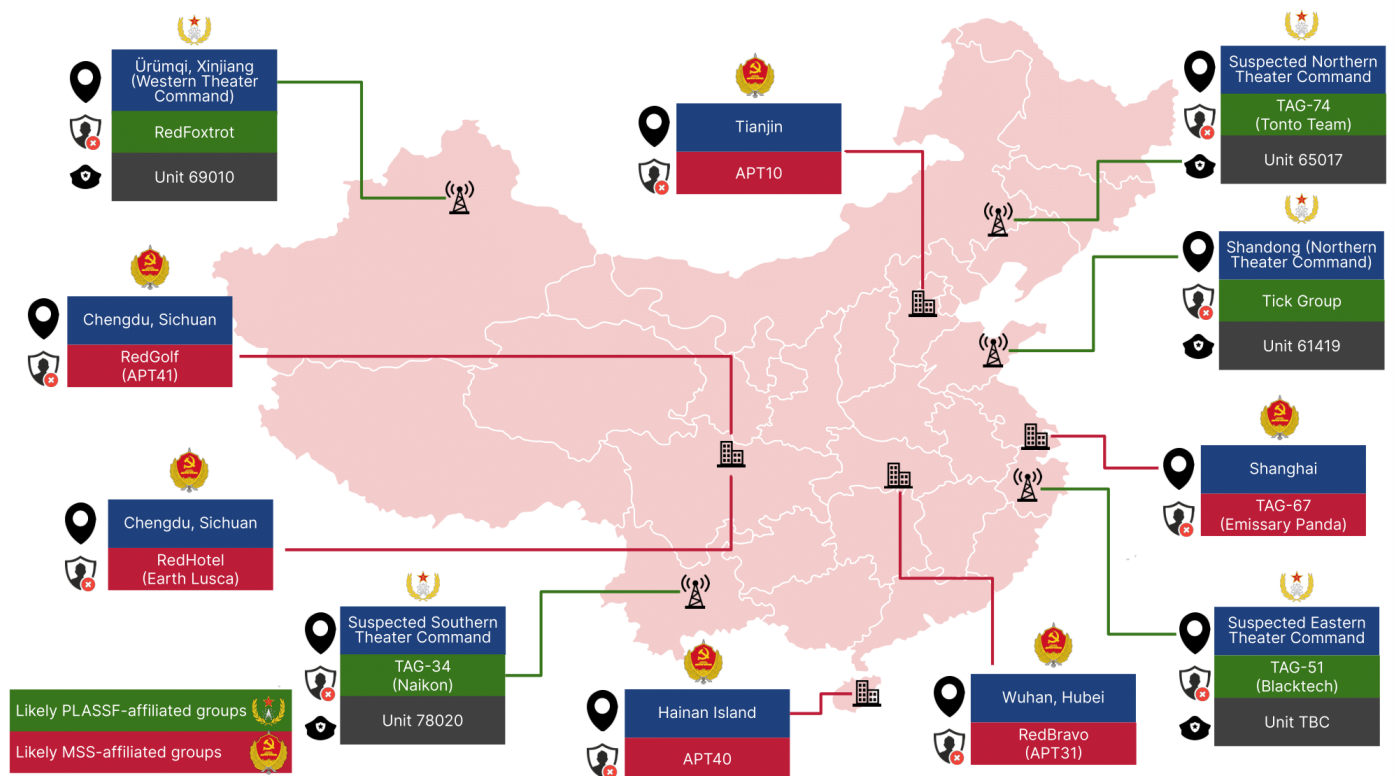 Ürümqi, Xinjiang
(Western Theater
Command)
RedFoxtrot
Unit 69010
Tianjin
APT10
Suspected Northern
Theater Command
TAG-74
(Tonto Team)
Unit 65017
Shandong (Northern
Theater Command)
Tick Group
Unit 61419
Chengdu, Sichuan
RedGolf
(APT41)
Shanghai
TAG-67
(Emissary Panda)
Chengdu, Sichuan
RedHotel
(Earth Lusca)
Suspected Southern
Theater Command
TAG-34
(Naikon)
Unit 78020
Hainan Island
APT40
Wuhan, Hubei
RedBravo
(APT31)
Suspected Eastern
Theater Command
TAG-51
(Blacktech)
Unit TBC
Likely PLASSF-affiliated groups
Likely MSS-affiliated groups